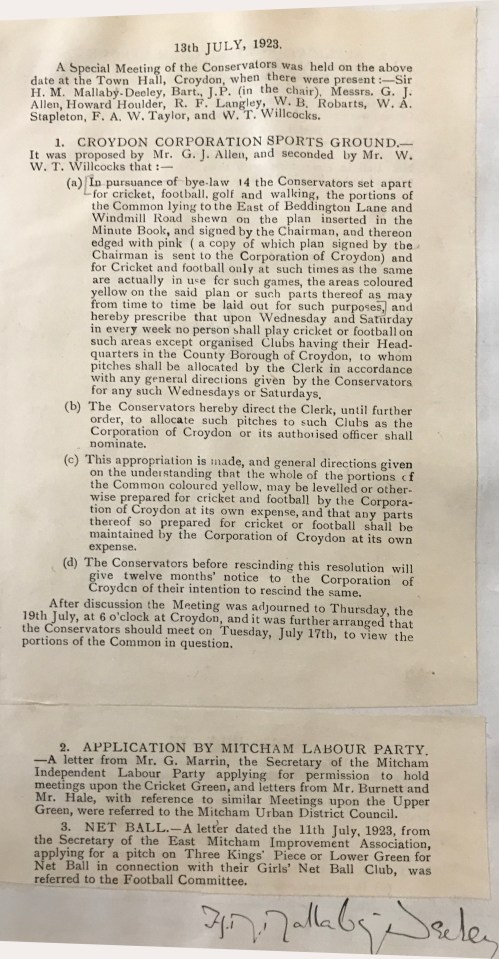 13th JULY, 1923.
A Special Meeting of the Conservators was held on the above
date at the Town Hall, Croydon, when there were present:—Sir
H. M. Mallaby-Deeley, Bart., J.P. (in the chair), Messrs. G. J.
Allen, Howard Houlder, R. F. Langley, W. B. Robarts, W. A.
Stapleton, F. A. W. Taylor, and W. T. Willcocks.
1. CROYDON CORPORATION SPORTS GROUND.—
It was proposed by Mr. G. J. Allen, and seconded by Mr. W.
W. T. Willcocks that:—
(a) [In pursuance of bye-law 14 the Conservators set apart
for cricket, football, golf and walking, the portions of
the Common lying to the East of Beddington Lane and
Windmill Road shewn on the plan inserted in the
Minute Book, and signed by the Chairman, and thereon
edged with pink ( a copy of which plan signed by the
Chairman is sent to the Corporation of Croydon) and
for Cricket and football only at such times as the same
are actually in use for such games, the areas coloured
yellow on the said plan or such parts thereof as may
from time to time be laid out for such purposes,] and
hereby prescribe that upon Wednesday and Saturday
in every week no person shall play cricket or football on
such areas except organised Clubs having their Head-
quarters in the County Borough of Croydon, to whom
pitches shall be allocated by the Clerk in accordance
with any general directions given by the Conservators
for any such Wednesdays or Saturdays.
(b) The Conservators hereby direct the Clerk, until further
order, to allocate such pitches to such Clubs as the
Corporation of Croydon or its authorised officer shall
nominate.
(c) This appropriation is made, and general directions given
on the understanding that the whole of the portions of
the Common coloured yellow, may be levelled or other-
wise prepared for cricket and football by the Corpora-
tion of Croydon at its own expense, and that any parts
thereof so prepared for cricket or football shall be
maintained by the Corporation of Croydon at its own
expense.
(d) The Conservators before rescinding this resolution will
give twelve months' notice to the Corporation of
Croydon of their intention to rescind the same.
After discussion the Meeting was adjourned to Thursday, the
19th July, at 6 o'clock at Croydon, and it was further arranged that
the Conservators should meet on Tuesday, July 17th, to view the
portions of the Common in question.
2. APPLICATION BY MITCHAM LABOUR PARTY.
—A letter from Mr. G. Marrin, the Secretary of the Mitcham
Independent Labour Party applying for permission to hold
meetings upon the Cricket Green, and letters from Mr. Burnett and
Mr. Hale, with reference to similar Meetings upon the Upper
Green, were referred to the Mitcham Urban District Council.
3. NET BALL.—A letter dated the 11th July, 1923, from
the Secretary of the East Mitcham Improvement Association,
applying for a pitch on Three Kings' Piece or Lower Green for
Net Ball in connection with their Girls' Net Ball Club, was
referred to the Football Committee.
H. M. Mallaby-Deeley